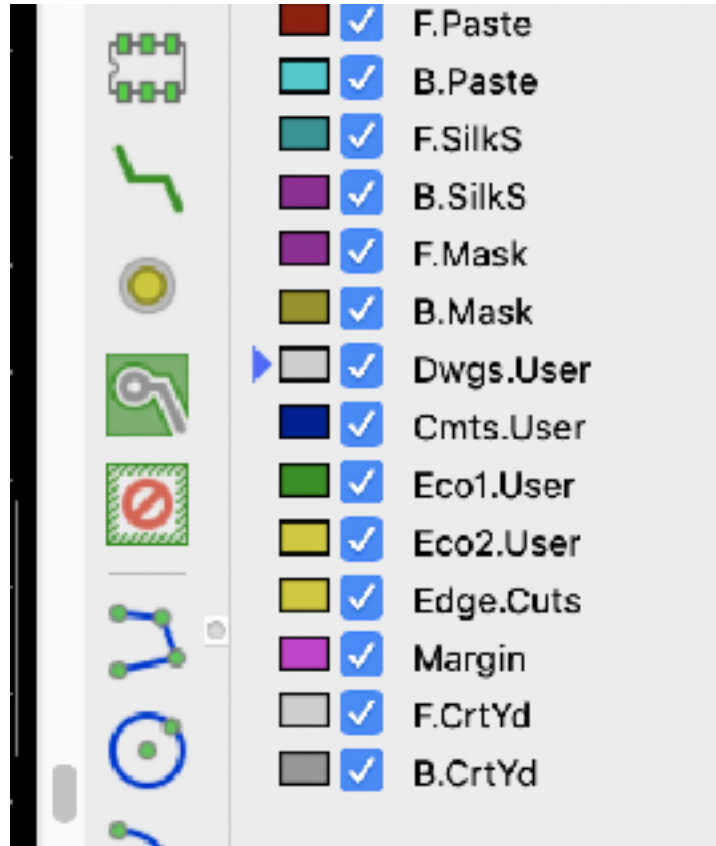 F.Paste
B.Paste
F.SilkS
B.SilkS
F.Mask
B.Mask
Dwgs.User
Cmts.User
Eco1.User
Eco2.User
Edge.Cuts
Margin
F.CrtYd
B.CrtYd